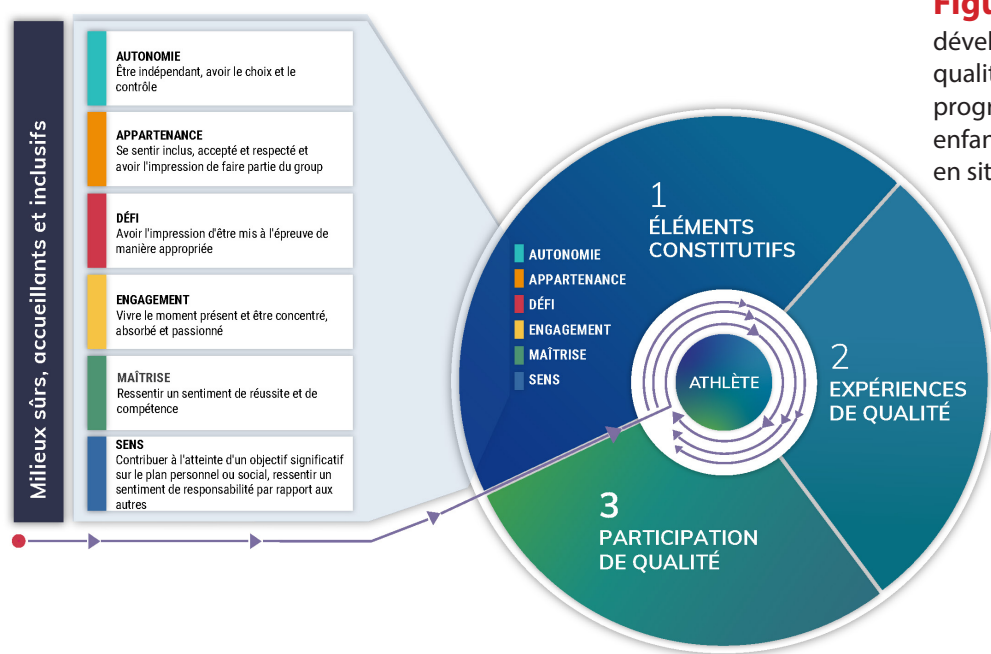 Milieux sûrs, accueillants et inclusifs
AUTONOMIE
Être indépendant, avoir le choix et le
contrôle
APPARTENANCE
Se sentir inclus, accepté et respecté et
avoir l'impression de faire partie du group
DÉFI
Avoir l'impression d'être mis à l'épreuve de
manière appropriée
ENGAGEMENT
Vivre le moment présent et être concentré,
absorbé et passionné
MAÎTRISE
Ressentir un sentiment de réussite et de
compétence
SENS
Contribuer à l'atteinte d'un objectif significatif
sur le plan personnel ou social, ressentir un
sentiment de responsabilité par rapport aux
autres
1
ÉLÉMENTS
CONSTITUTIFS
AUTONOMIE
APPARTENANCE
DÉFI
ENGAGEMENT
MAÎTRISE
SENS
ATHLÈTE
2
EXPÉRIENCES
DE QUALITÉ
3
PARTICIPATION
DE QUALITÉ
Figu
dével
qualit
progr
enfan
en sit